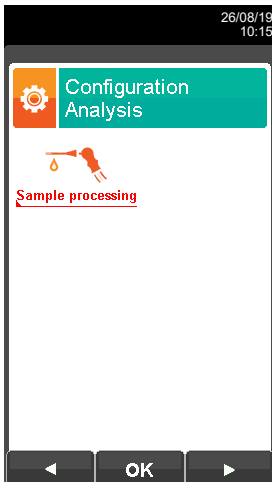 26/08/19
10:15
Configuration
Analysis
Sample processing
OK